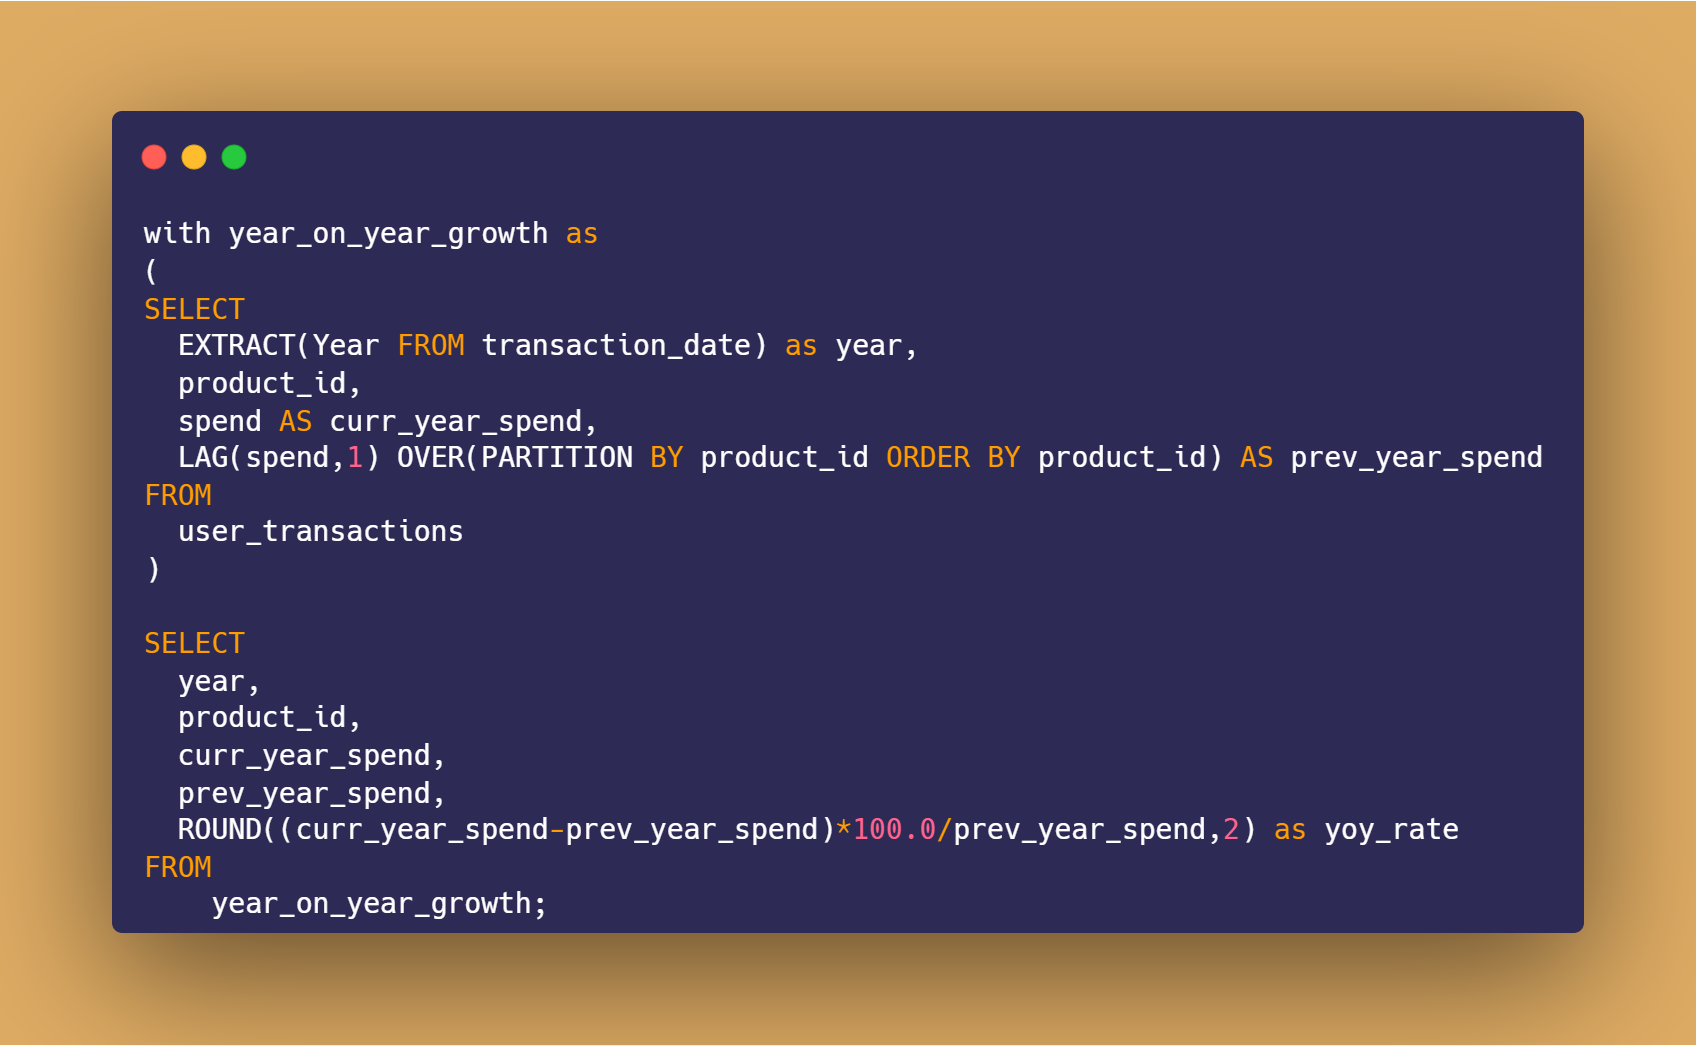 with year_on_year_growth as
(
SELECT
  EXTRACT(Year FROM transaction_date) as year,
  product_id,
  spend AS curr_year_spend,
  LAG(spend,1) OVER(PARTITION BY product_id ORDER BY product_id) AS prev_year_spend
FROM
  user_transactions
)

SELECT
  year,
  product_id,
  curr_year_spend,
  prev_year_spend,
  ROUND((curr_year_spend-prev_year_spend)*100.0/prev_year_spend,2) as yoy_rate
FROM
    year_on_year_growth;